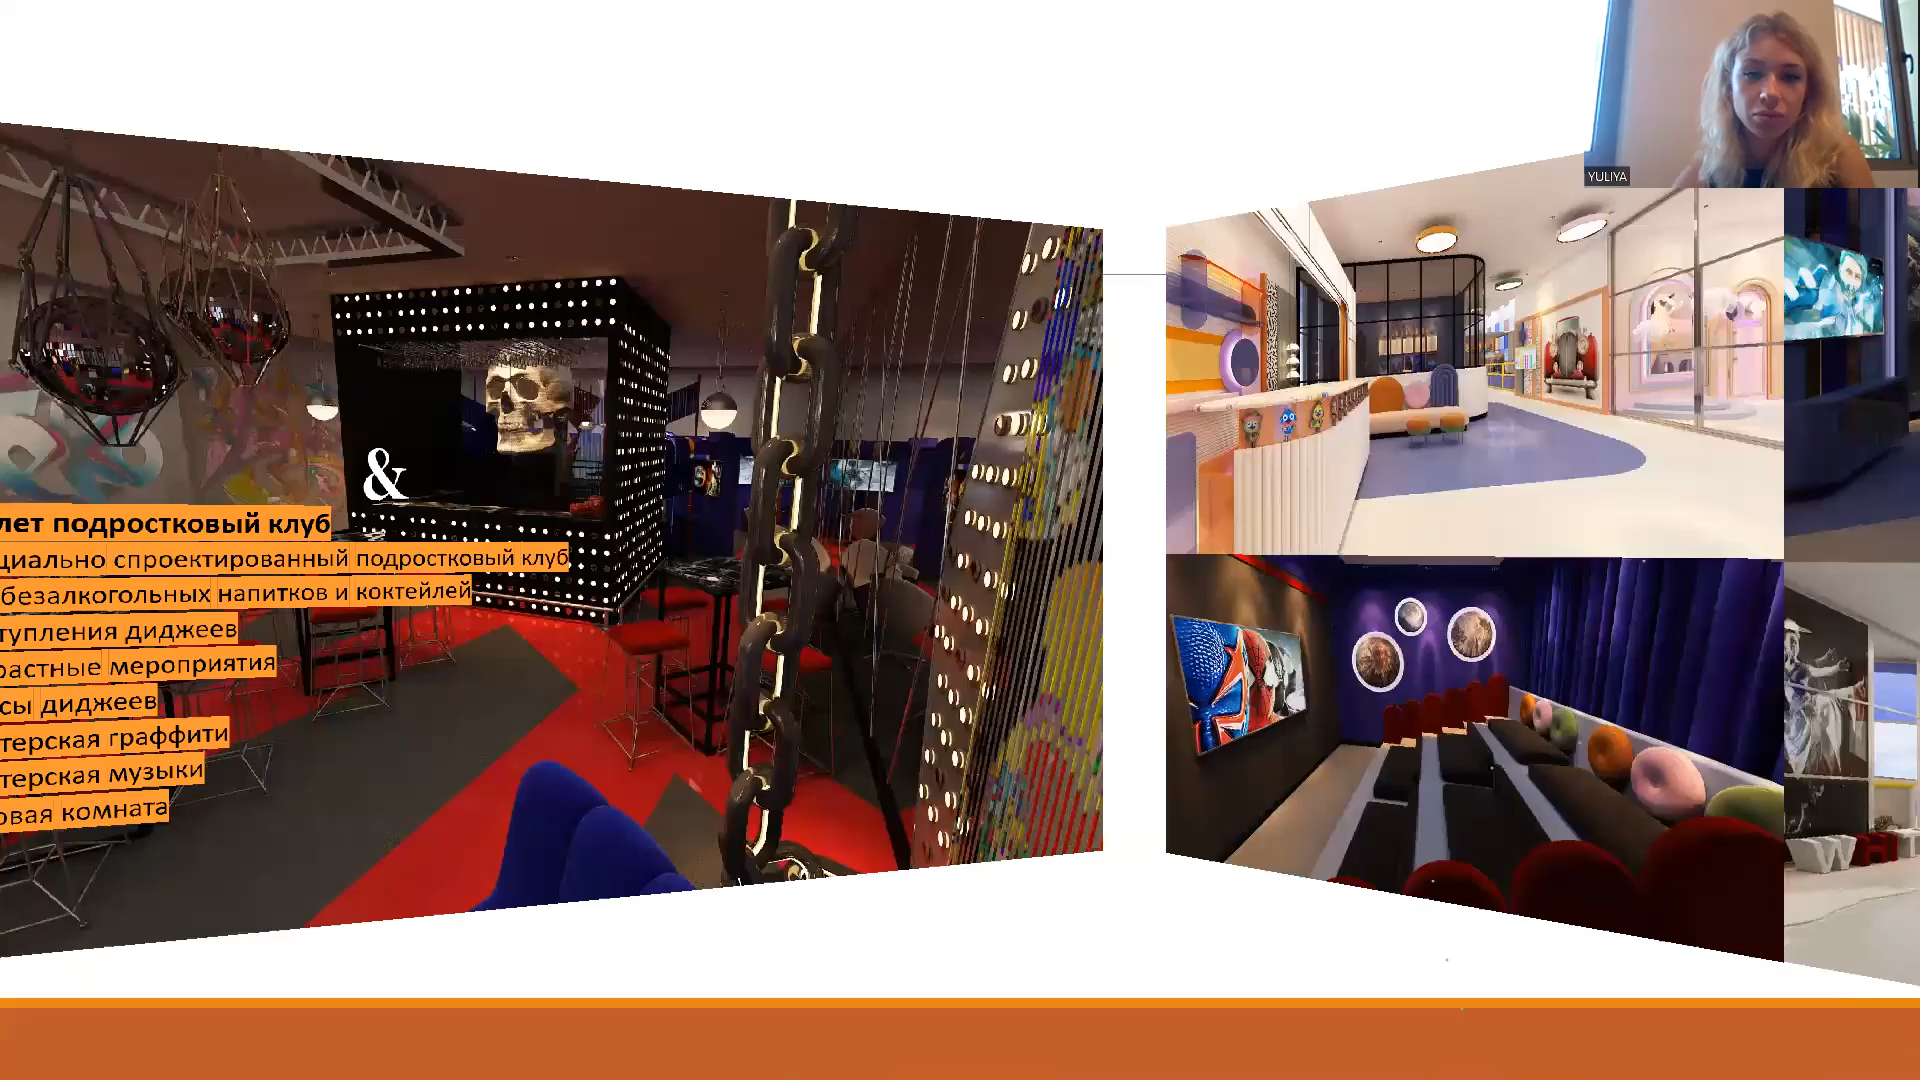 YULIYA
&
лет подростковый клуб
циально спроектированный подростковый клуб
безалкогольных напитков и коктейлей
тупления диджеев
растные мероприятия
сы диджеев
терская граффити
терская музыки
овая комната